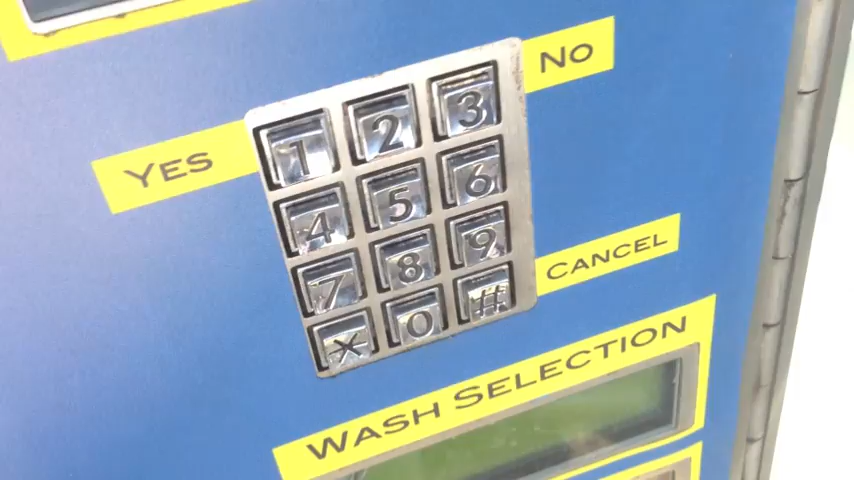 NO
YES
1 2 3
4 5 6
7 8 9
* 0 #
CANCEL
WASH SELECTION